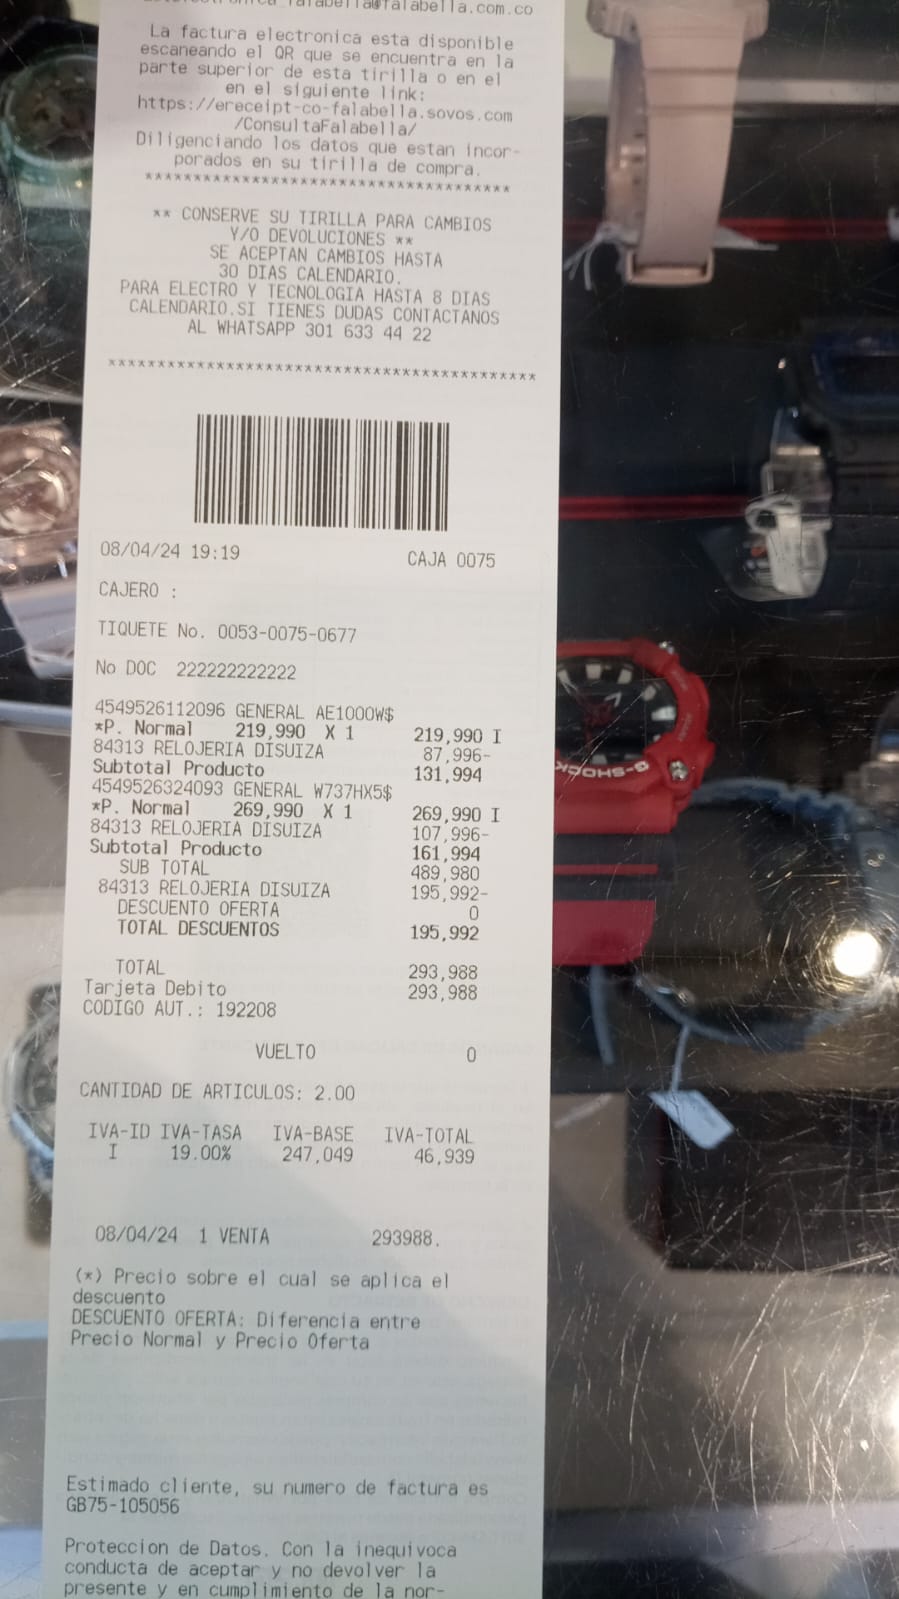 La factura electronica esta disponible
escaneando el QR que se encuentra en la
parte superior de esta tirilla o en el
en el siguiente link:
https://ereceipt-co-falabella.sovos.com
/ConsultaFalabella/
Diligenciando los datos que estan incor-
porados en su tirilla de compra.
**************************************
** CONSERVE SU TIRILLA PARA CAMBIOS
Y/O DEVOLUCIONES **
SE ACEPTAN CAMBIOS HASTA
30 DIAS CALENDARIO.
PARA ELECTRO Y TECNOLOGIA HASTA 8 DIAS
CALENDARIO.SI TIENES DUDAS CONTACTANOS
AL WHATSAPP 301 633 44 22
********************************************
08/04/24 19:19 CAJA 0075
CAJERO :
TIQUETE No. 0053-0075-0677
No DOC 222222222222
4549526112096 GENERAL AE1000W$
*P. Normal 219,990 X 1 219,990 I
84313 RELOJERIA DISUIZA 87,996-
Subtotal Producto 131,994
4549526324093 GENERAL W737HX5$
*P. Normal 269,990 X 1 269,990 I
84313 RELOJERIA DISUIZA 107,996-
Subtotal Producto 161,994
SUB TOTAL 489,980
84313 RELOJERIA DISUIZA 195,992-
DESCUENTO OFERTA 0
TOTAL DESCUENTOS 195,992
TOTAL 293,988
Tarjeta Debito 293,988
CODIGO AUT.: 192208
VUELTO 0
CANTIDAD DE ARTICULOS: 2.00
IVA-ID IVA-TASA IVA-BASE IVA-TOTAL
I 19.00% 247,049 46,939
08/04/24 1 VENTA 293988.
(*) Precio sobre el cual se aplica el
descuento
DESCUENTO OFERTA: Diferencia entre
Precio Normal y Precio Oferta
Estimado cliente, su numero de factura es
GB75-105056
Proteccion de Datos. Con la inequivoca
conducta de aceptar y no devolver la
presente y en cumplimiento de la nor-
G-SHOCK